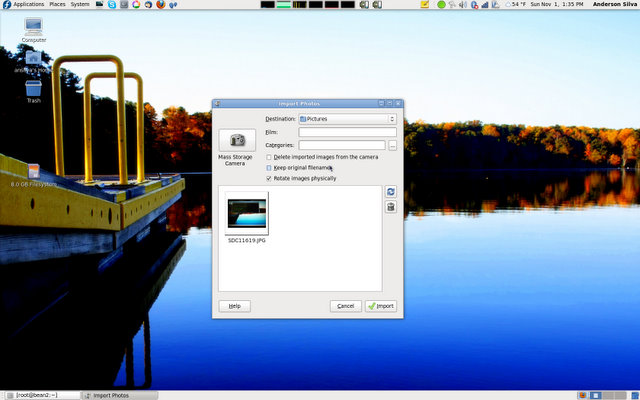 Applications Places System
54 °F Sun Nov 1, 1:35 PM Anderson Silva
Computer
Trash
8.0 GB Filesystem
Import Photos
Destination: Pictures
Film:
Categories: ...
Mass Storage
Camera
Delete imported images from the camera
Keep original filenames
Rotate images physically
SDC11619.JPG
Help Cancel Import
[root@bean2:~] Import Photos